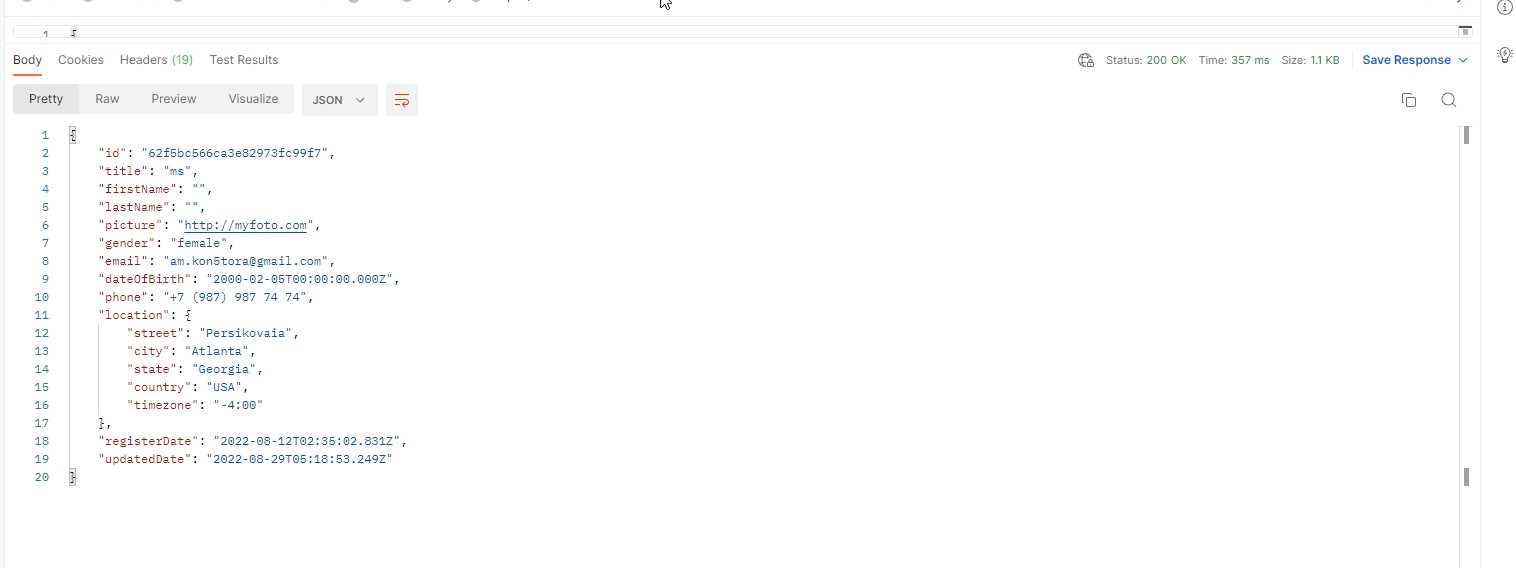 1 {
Body Cookies Headers (19) Test Results Status: 200 OK Time: 357 ms Size: 1.1 KB Save Response
Pretty Raw Preview Visualize JSON
1 {
2 "id": "62f5bc566ca3e82973fc99f7",
3 "title": "ms",
4 "firstName": "",
5 "lastName": "",
6 "picture": "http://myfoto.com",
7 "gender": "female",
8 "email": "am.kon5tora@gmail.com",
9 "dateOfBirth": "2000-02-05T00:00:00.000Z",
10 "phone": "+7 (987) 987 74 74",
11 "location": {
12 "street": "Persikovaia",
13 "city": "Atlanta",
14 "state": "Georgia",
15 "country": "USA",
16 "timezone": "-4:00"
17 },
18 "registerDate": "2022-08-12T02:35:02.831Z",
19 "updatedDate": "2022-08-29T05:18:53.249Z"
20 }